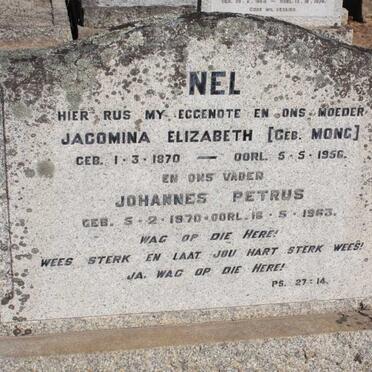 NEL
HIER RUS MY EGGENOTE EN ONS MOEDER
JACOMINA ELIZABETH [GEB. MONG]
GEB. 1-3-1870 — OORL. 5-5-1956.
EN ONS VADER
JOHANNES PETRUS
GEB. 5-2-1970-OORL. 16-5-1963.
WAG OP DIE HERE!
WEES STERK EN LAAT JOU HART STERK WEES!
JA, WAG OP DIE HERE!
PS. 27:14.